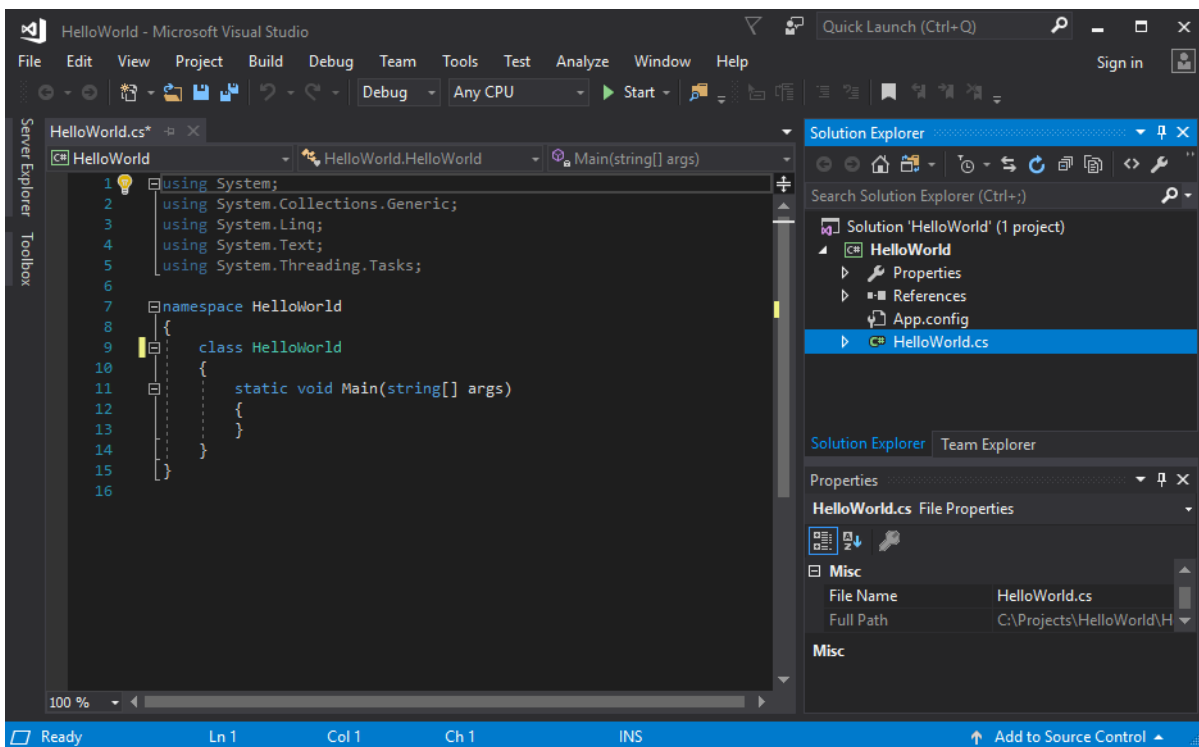 HelloWorld - Microsoft Visual Studio
Quick Launch (Ctrl+Q)
File Edit View Project Build Debug Team Tools Test Analyze Window Help
Sign in
Debug Any CPU Start
Server Explorer
Toolbox
HelloWorld.cs*
HelloWorld HelloWorld.HelloWorld Main(string[] args)
1 using System;
2 using System.Collections.Generic;
3 using System.Linq;
4 using System.Text;
5 using System.Threading.Tasks;
6
7 namespace HelloWorld
8 {
9 class HelloWorld
10 {
11 static void Main(string[] args)
12 {
13 }
14 }
15 }
16
100 %
Solution Explorer
Search Solution Explorer (Ctrl+;)
Solution 'HelloWorld' (1 project)
C# HelloWorld
Properties
References
App.config
C# HelloWorld.cs
Solution Explorer Team Explorer
Properties
HelloWorld.cs File Properties
Misc
File Name HelloWorld.cs
Full Path C:\Projects\HelloWorld\H
Misc
Ready Ln 1 Col 1 Ch 1 INS Add to Source Control